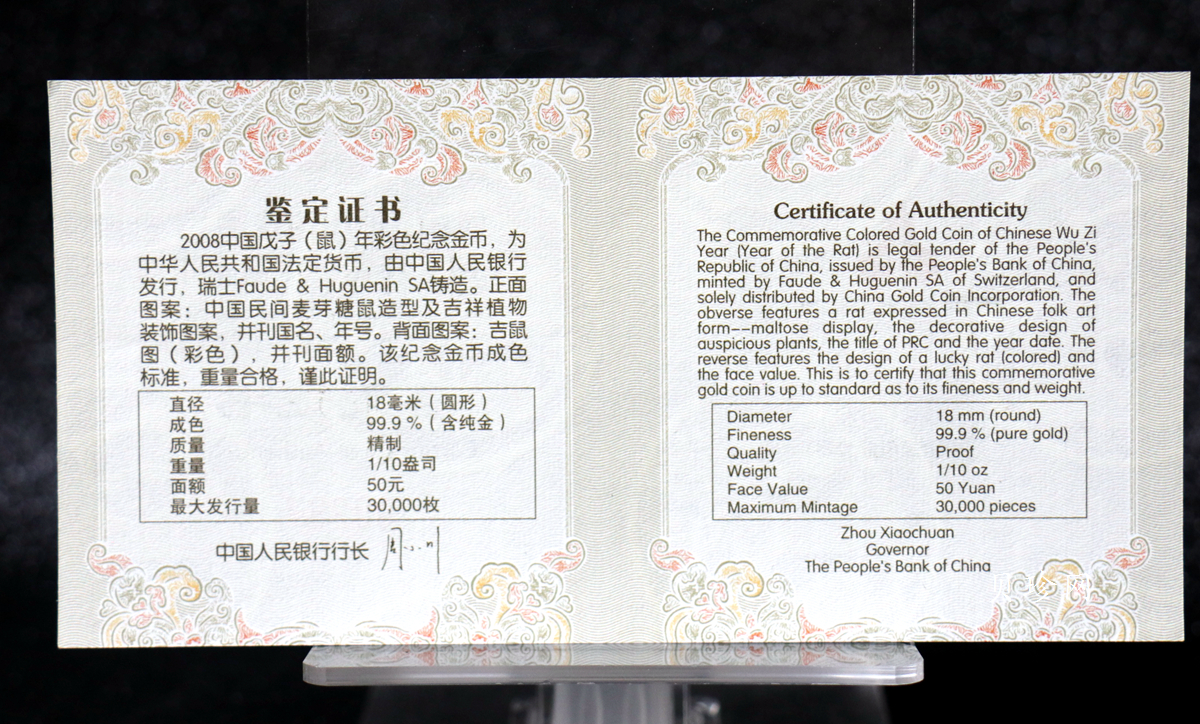 鉴定证书
2008中国戊子（鼠）年彩色纪念金币，为
中华人民共和国法定货币，由中国人民银行
发行，瑞士Faude & Huguenin SA铸造。正面
图案：中国民间麦芽糖鼠造型及吉祥植物
装饰图案，并刊国名、年号。背面图案：吉鼠
图（彩色），并刊面额。该纪念金币成色
标准，重量合格，谨此证明。
直径 18毫米（圆形）
成色 99.9 %（含纯金）
质量 精制
重量 1/10盎司
面额 50元
最大发行量 30,000枚
中国人民银行行长
Certificate of Authenticity
The Commemorative Colored Gold Coin of Chinese Wu Zi
Year (Year of the Rat) is legal tender of the People's
Republic of China, issued by the People's Bank of China,
minted by Faude & Huguenin SA of Switzerland, and
solely distributed by China Gold Coin Incorporation. The
obverse features a rat expressed in Chinese folk art
form--maltose display, the decorative design of
auspicious plants, the title of PRC and the year date. The
reverse features the design of a lucky rat (colored) and
the face value. This is to certify that this commemorative
gold coin is up to standard as to its fineness and weight.
Diameter 18 mm (round)
Fineness 99.9 % (pure gold)
Quality Proof
Weight 1/10 oz
Face Value 50 Yuan
Maximum Mintage 30,000 pieces
Zhou Xiaochuan
Governor
The People's Bank of China